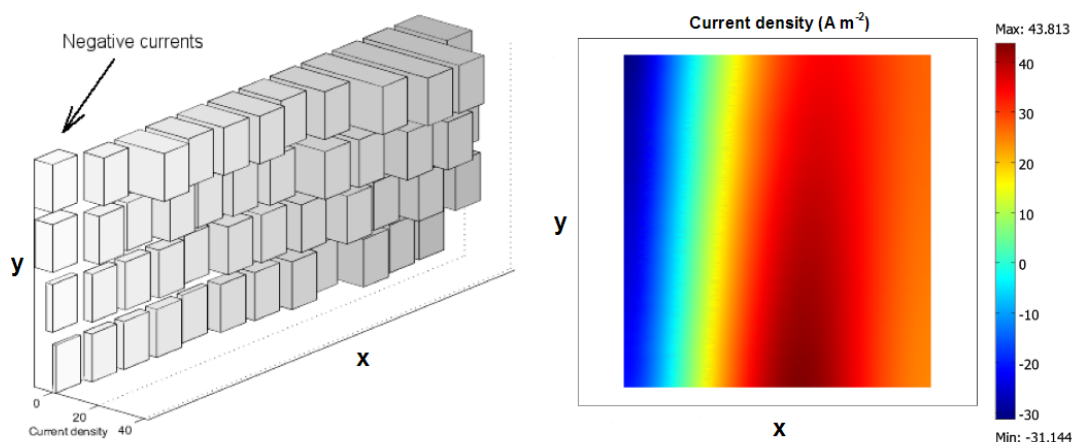 Negative currents
y
x
0
20
40
Current density
Current density (A m-2)
y
x
Max: 43.813
40
30
20
10
0
-10
-20
-30
Min: -31.144